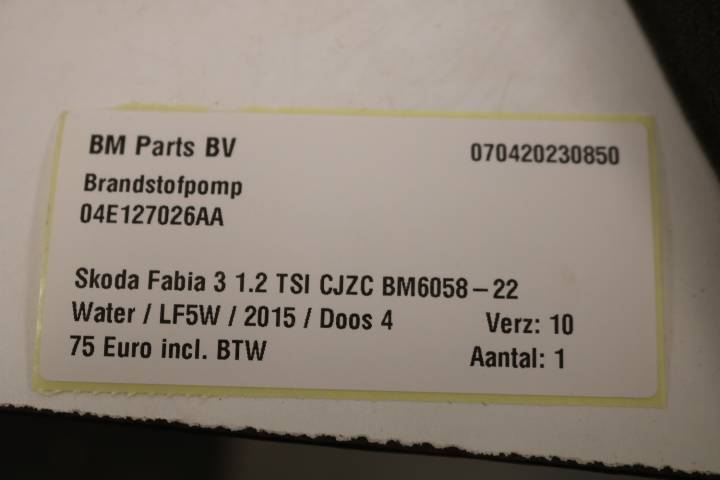 BM Parts BV 070420230850
Brandstofpomp
04E127026AA
Skoda Fabia 3 1.2 TSI CJZC BM6058-22
Water / LF5W / 2015 / Doos 4 Verz: 10
75 Euro incl. BTW Aantal: 1